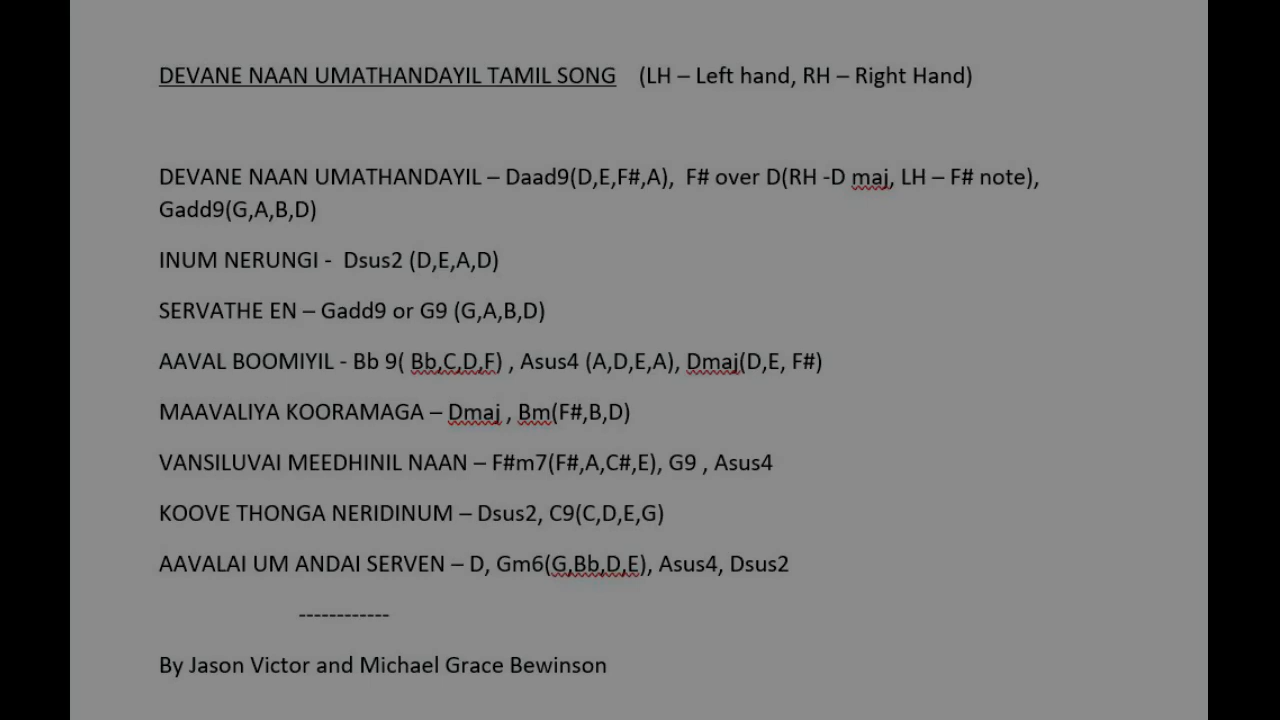 DEVANE NAAN UMATHANDAYIL TAMIL SONG (LH – Left hand, RH – Right Hand)
DEVANE NAAN UMATHANDAYIL – Daad9(D,E,F#,A), F# over D(RH -D maj, LH – F# note),
Gadd9(G,A,B,D)
INUM NERUNGI - Dsus2 (D,E,A,D)
SERVATHE EN – Gadd9 or G9 (G,A,B,D)
AAVAL BOOMIYIL - Bb 9( Bb,C,D,F) , Asus4 (A,D,E,A), Dmaj(D,E, F#)
MAAVALIYA KOORAMAGA – Dmaj , Bm(F#,B,D)
VANSILUVAI MEEDHINIL NAAN – F#m7(F#,A,C#,E), G9 , Asus4
KOOVE THONGA NERIDINUM – Dsus2, C9(C,D,E,G)
AAVALAI UM ANDAI SERVEN – D, Gm6(G,Bb,D,E), Asus4, Dsus2
------------
By Jason Victor and Michael Grace Bewinson